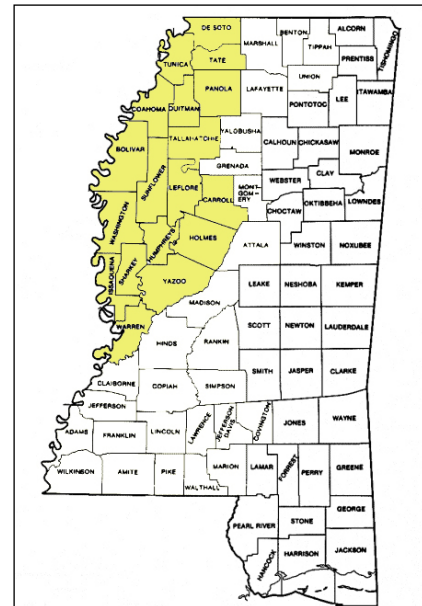 DE SOTO
MARSHALL
BENTON
TIPPAH
ALCORN
TISHOMINGO
PRENTISS
TUNICA
TATE
UNION
PANOLA
LAFAYETTE
PONTOTOC
LEE
ITAWAMBA
COAHOMA
QUITMAN
YALOBUSHA
CALHOUN
CHICKASAW
MONROE
BOLIVAR
TALLAHATCHIE
GRENADA
SUNFLOWER
LEFLORE
CARROLL
MONT-
GOM-
ERY
WEBSTER
CLAY
OKTIBBEHA
LOWNDES
CHOCTAW
WASHINGTON
HUMPHREYS
HOLMES
ATTALA
WINSTON
NOXUBEE
ISSAQUENA
SHARKEY
YAZOO
LEAKE
NESHOBA
KEMPER
MADISON
WARREN
HINDS
RANKIN
SCOTT
NEWTON
LAUDERDALE
SMITH
JASPER
CLARKE
CLAIBORNE
COPIAH
SIMPSON
JEFFERSON
ADAMS
FRANKLIN
LINCOLN
LAWRENCE
JEFFERSON
DAVIS
COVINGTON
JONES
WAYNE
WILKINSON
AMITE
PIKE
WALTHALL
MARION
LAMAR
FORREST
PERRY
GREENE
PEARL RIVER
STONE
GEORGE
HANCOCK
HARRISON
JACKSON